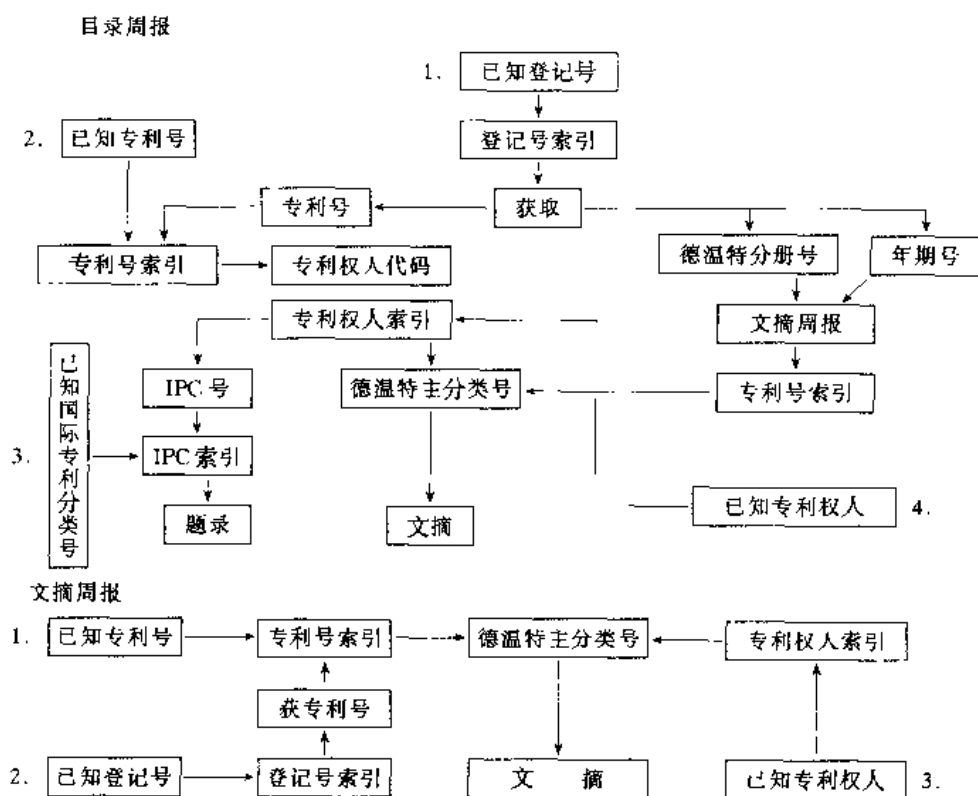 目录周报
1. 已知登记号
2. 已知专利号
登记号索引
专利号
获取
专利号索引
专利权人代码
德温特分册号
年期号
专利权人索引
文摘周报
IPC 号
德温特主分类号
专利号索引
3. 已知国际专利分类号
IPC 索引
题录
文摘
已知专利权人 4.
文摘周报
1. 已知专利号
专利号索引
德温特主分类号
专利权人索引
获专利号
2. 已知登记号
登记号索引
文 摘
已知专利权人 3.